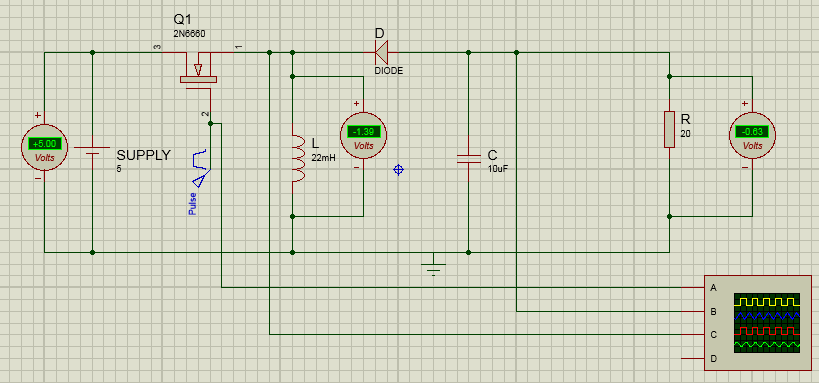 Q1
2N6660
3
1
2
D
DIODE
+
+5.00
Volts
−
SUPPLY
5
Pulse
L
22mH
+
-1.39
Volts
−
C
10uF
R
20
+
-0.63
Volts
−
A
B
C
D